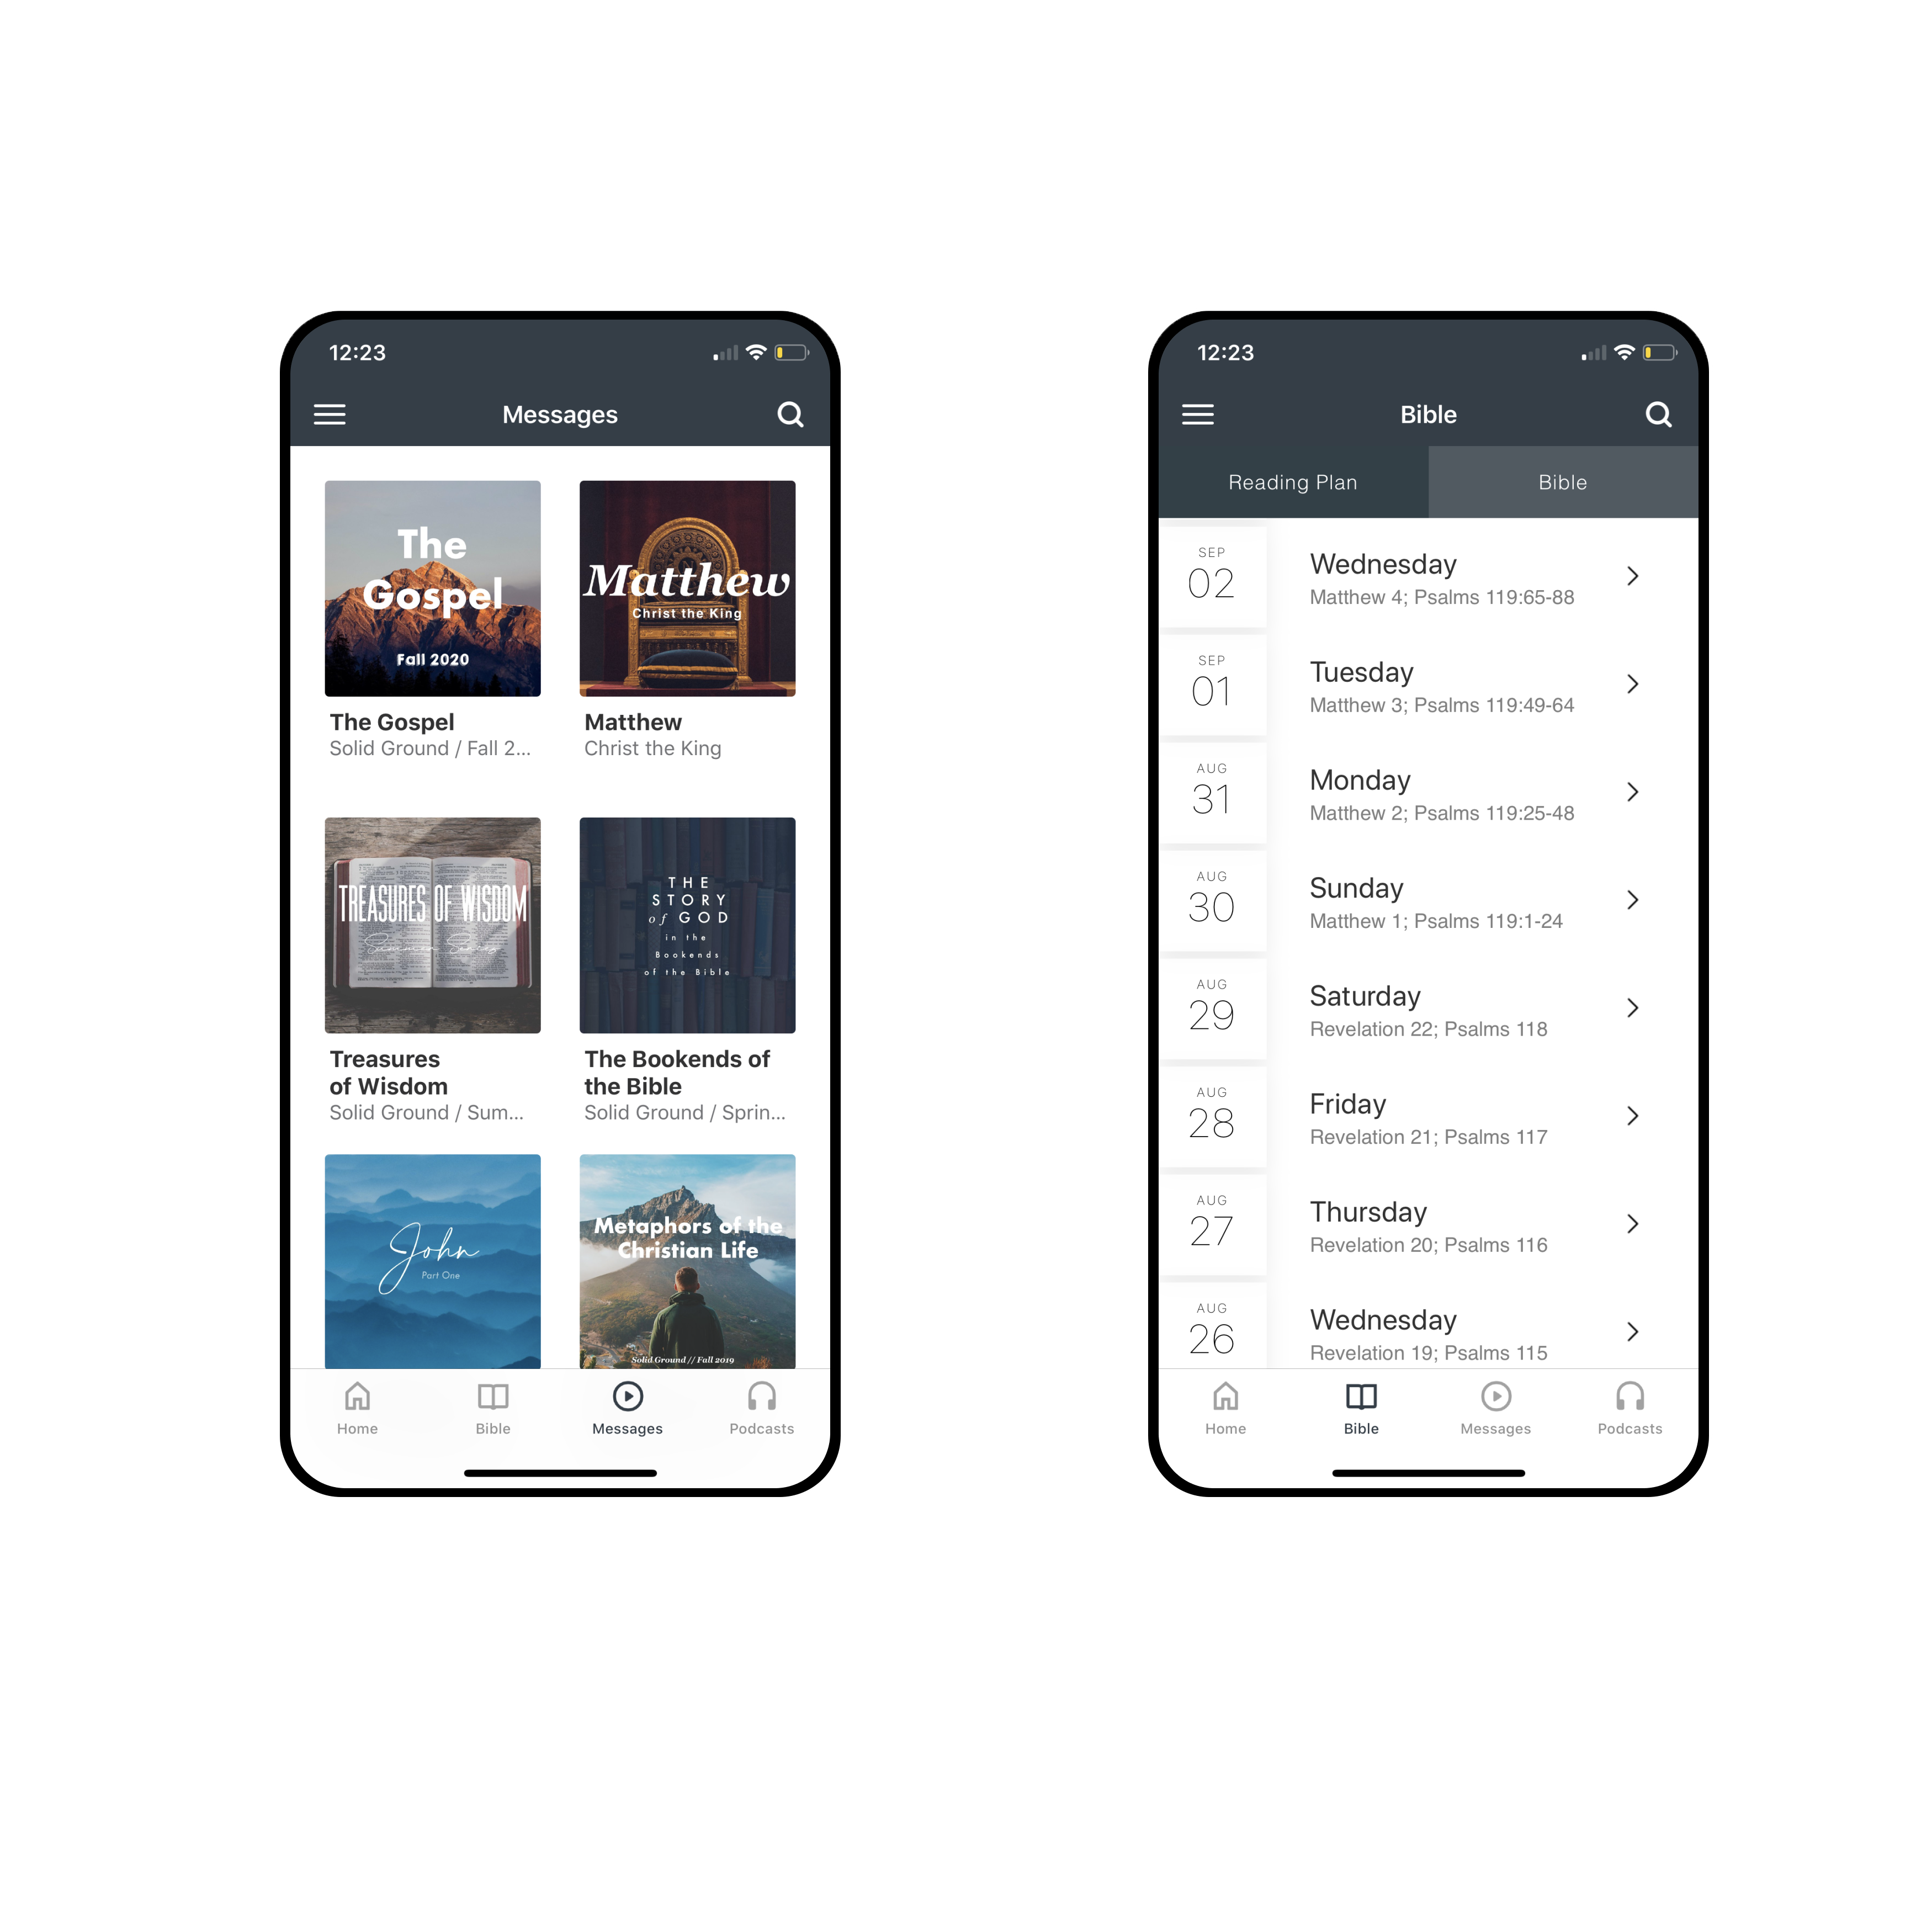 12:23
Messages
The
Gospel
Fall 2020
The Gospel
Solid Ground / Fall 2...
Matthew
Christ the King
Matthew
Christ the King
TREASURES OF WISDOM
Summer Series
Treasures
of Wisdom
Solid Ground / Sum...
THE
STORY
of GOD
in the
Bookends
of the Bible
The Bookends of
the Bible
Solid Ground / Sprin...
John
Part One
Metaphors of the
Christian Life
Solid Ground // Fall 2019
Home
Bible
Messages
Podcasts
12:23
Bible
Reading Plan
Bible
SEP
02
Wednesday
Matthew 4; Psalms 119:65-88
SEP
01
Tuesday
Matthew 3; Psalms 119:49-64
AUG
31
Monday
Matthew 2; Psalms 119:25-48
AUG
30
Sunday
Matthew 1; Psalms 119:1-24
AUG
29
Saturday
Revelation 22; Psalms 118
AUG
28
Friday
Revelation 21; Psalms 117
AUG
27
Thursday
Revelation 20; Psalms 116
AUG
26
Wednesday
Revelation 19; Psalms 115
Home
Bible
Messages
Podcasts